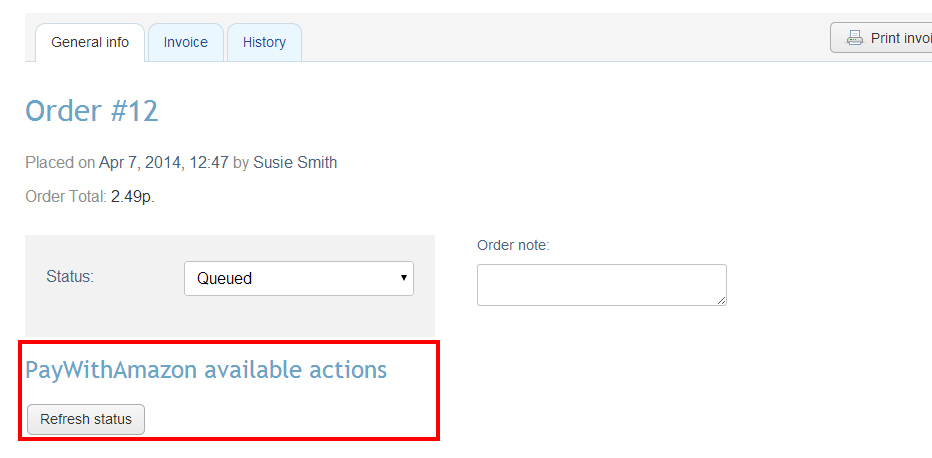 General info Invoice History Print invoi
Order #12
Placed on Apr 7, 2014, 12:47 by Susie Smith
Order Total: 2.49p.
Order note:
Status: Queued
PayWithAmazon available actions
Refresh status